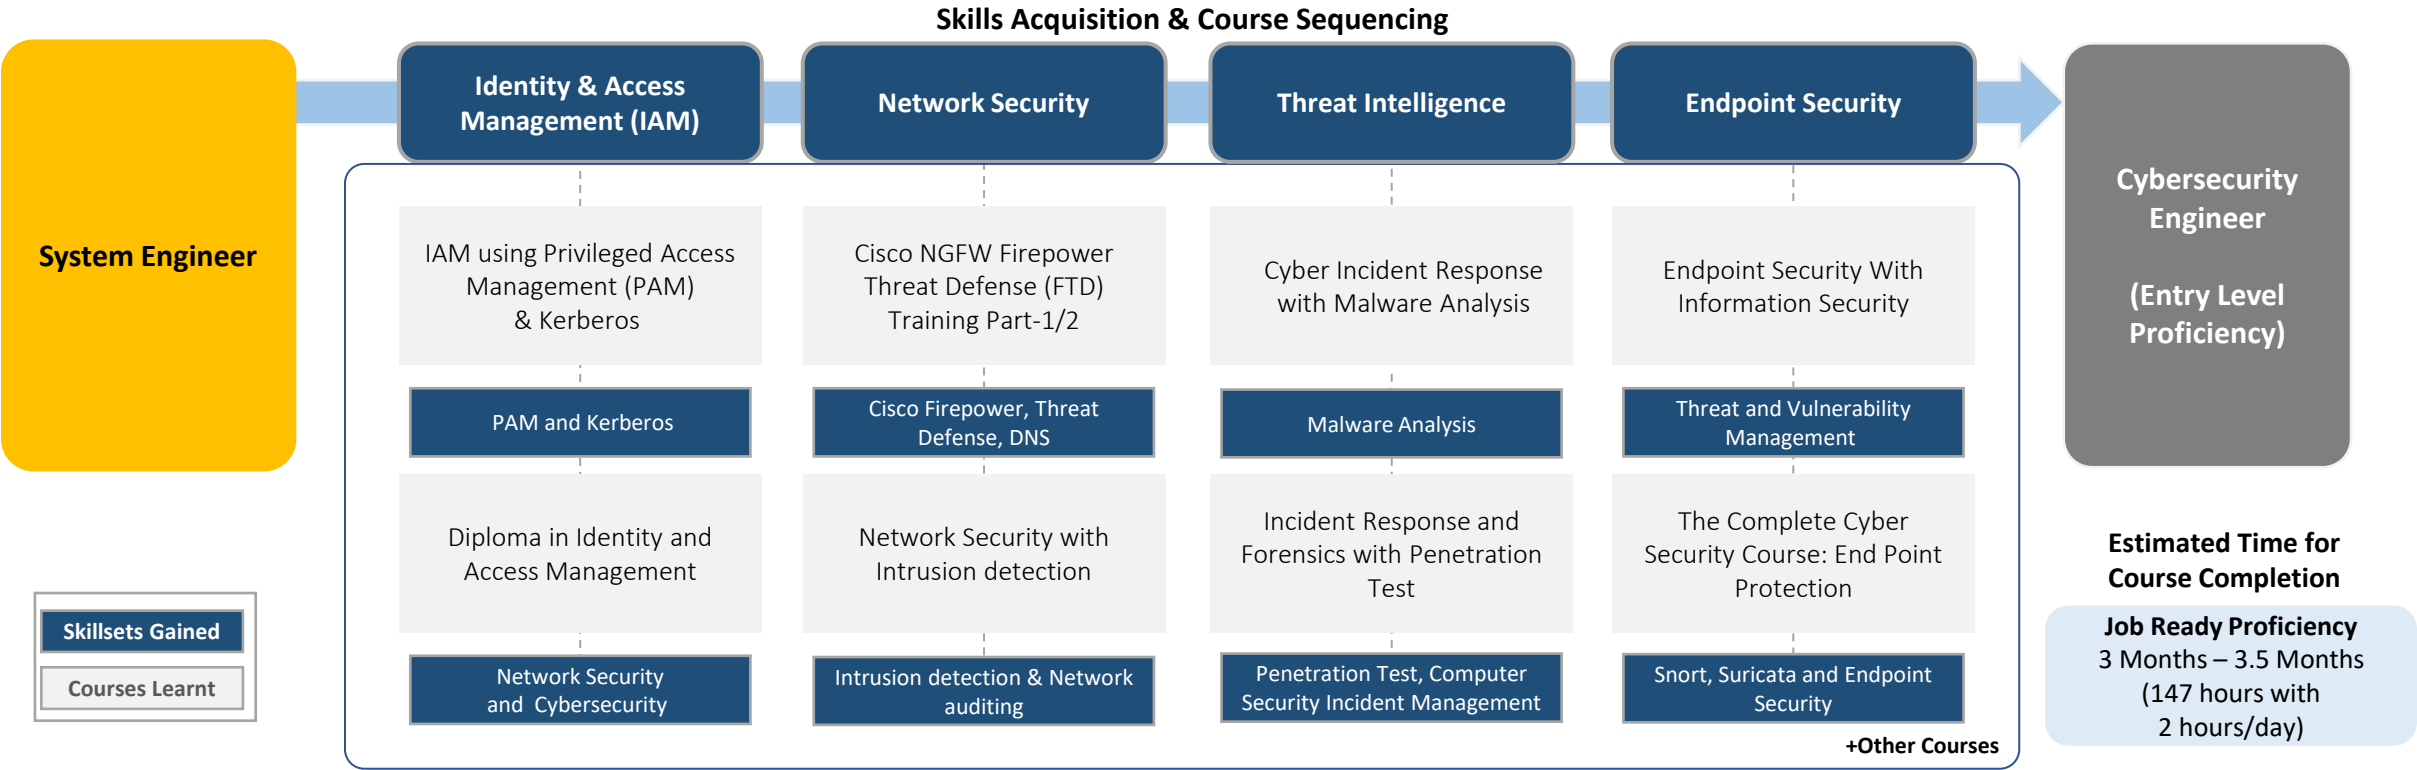 Skills Acquisition & Course Sequencing
System Engineer
Identity & Access
Management (IAM)
Network Security
Threat Intelligence
Endpoint Security
Cybersecurity
Engineer
(Entry Level
Proficiency)
IAM using Privileged Access
Management (PAM)
& Kerberos
Cisco NGFW Firepower
Threat Defense (FTD)
Training Part-1/2
Cyber Incident Response
with Malware Analysis
Endpoint Security With
Information Security
PAM and Kerberos
Cisco Firepower, Threat
Defense, DNS
Malware Analysis
Threat and Vulnerability
Management
Diploma in Identity and
Access Management
Network Security with
Intrusion detection
Incident Response and
Forensics with Penetration
Test
The Complete Cyber
Security Course: End Point
Protection
Network Security
and Cybersecurity
Intrusion detection & Network
auditing
Penetration Test, Computer
Security Incident Management
Snort, Suricata and Endpoint
Security
+Other Courses
Skillsets Gained
Courses Learnt
Estimated Time for
Course Completion
Job Ready Proficiency
3 Months – 3.5 Months
(147 hours with
2 hours/day)